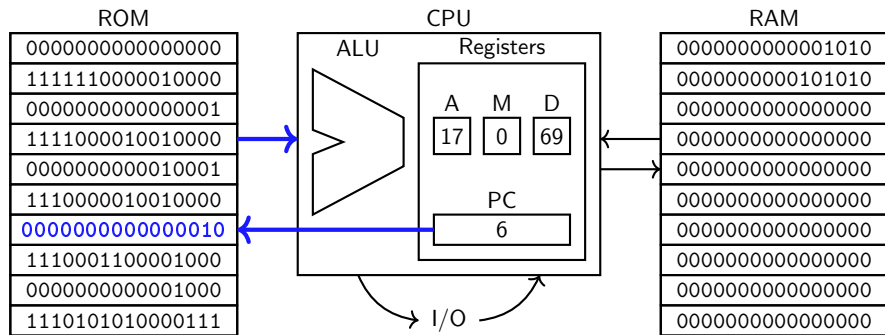 ROM
0000000000000000
1111110000010000
0000000000000001
1111000010010000
0000000000010001
1110000010010000
0000000000000010
1110001100001000
0000000000001000
1110101010000111
CPU
ALU
Registers
A M D
17 0 69
PC
6
I/O
RAM
0000000000001010
0000000000101010
0000000000000000
0000000000000000
0000000000000000
0000000000000000
0000000000000000
0000000000000000
0000000000000000
0000000000000000